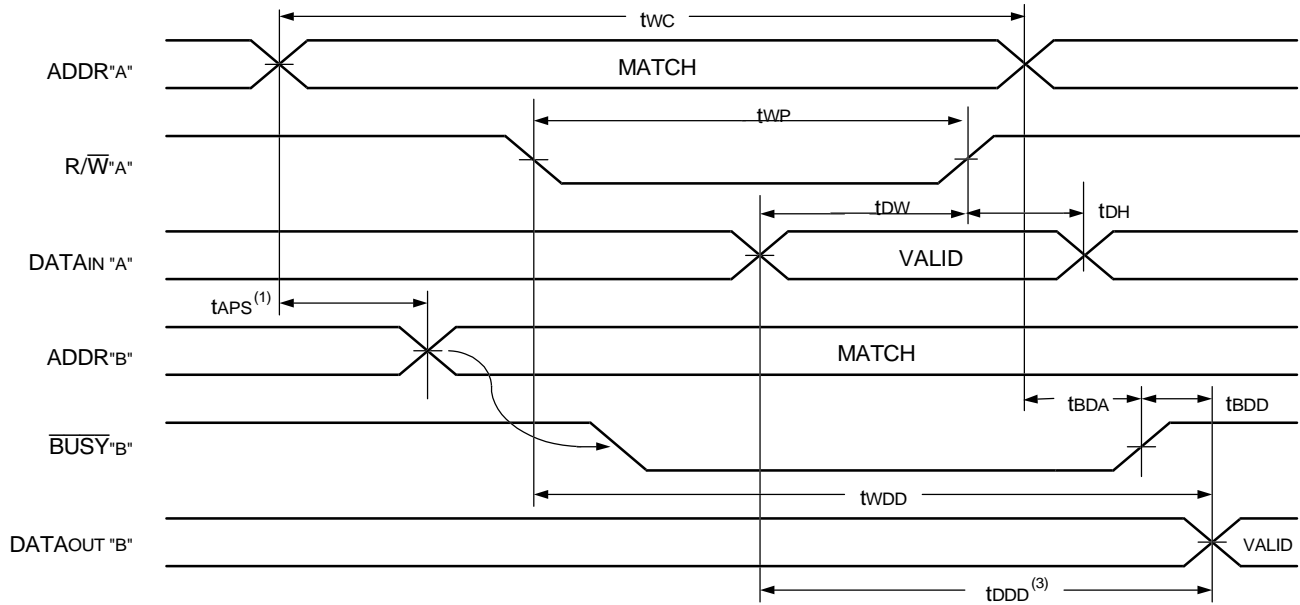 tWC
ADDR"A"
MATCH
tWP
R/W̅"A"
tDW
tDH
DATAIN "A"
VALID
tAPS(1)
ADDR"B"
MATCH
tBDA
tBDD
B̅U̅S̅Y̅"B"
tWDD
DATAOUT "B"
VALID
tDDD(3)